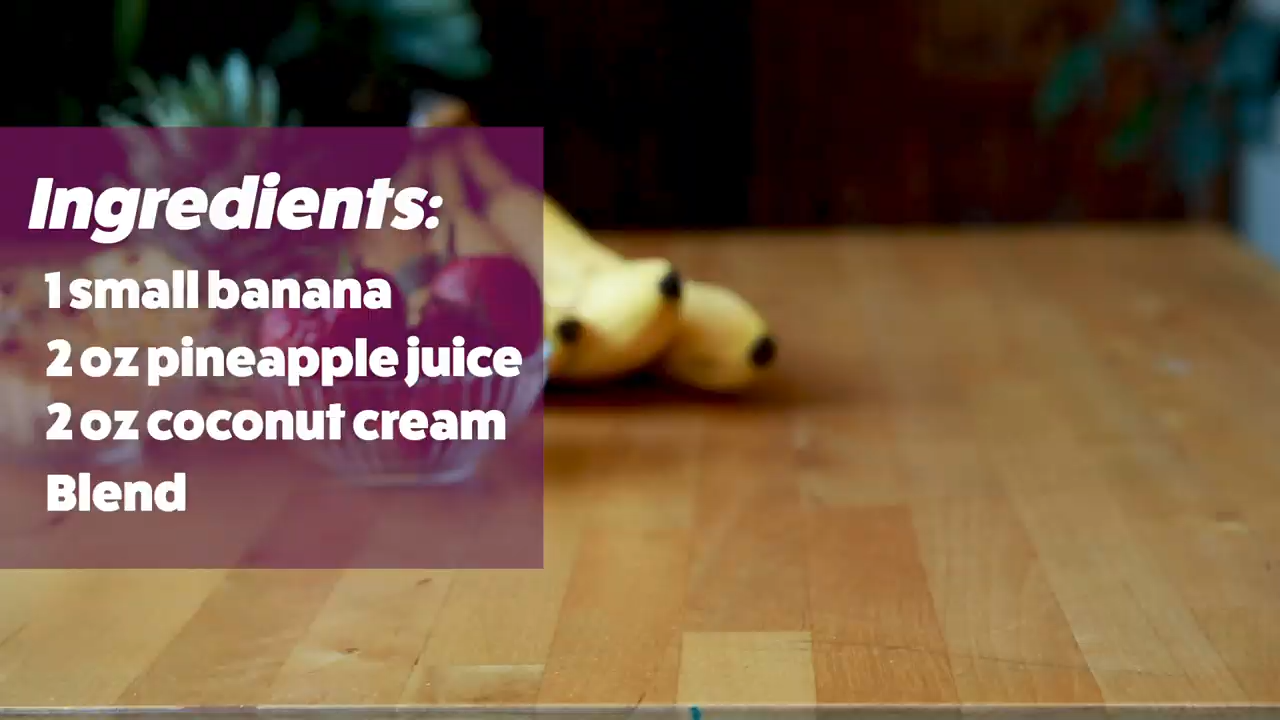 Ingredients:
1 small banana
2 oz pineapple juice
2 oz coconut cream
Blend